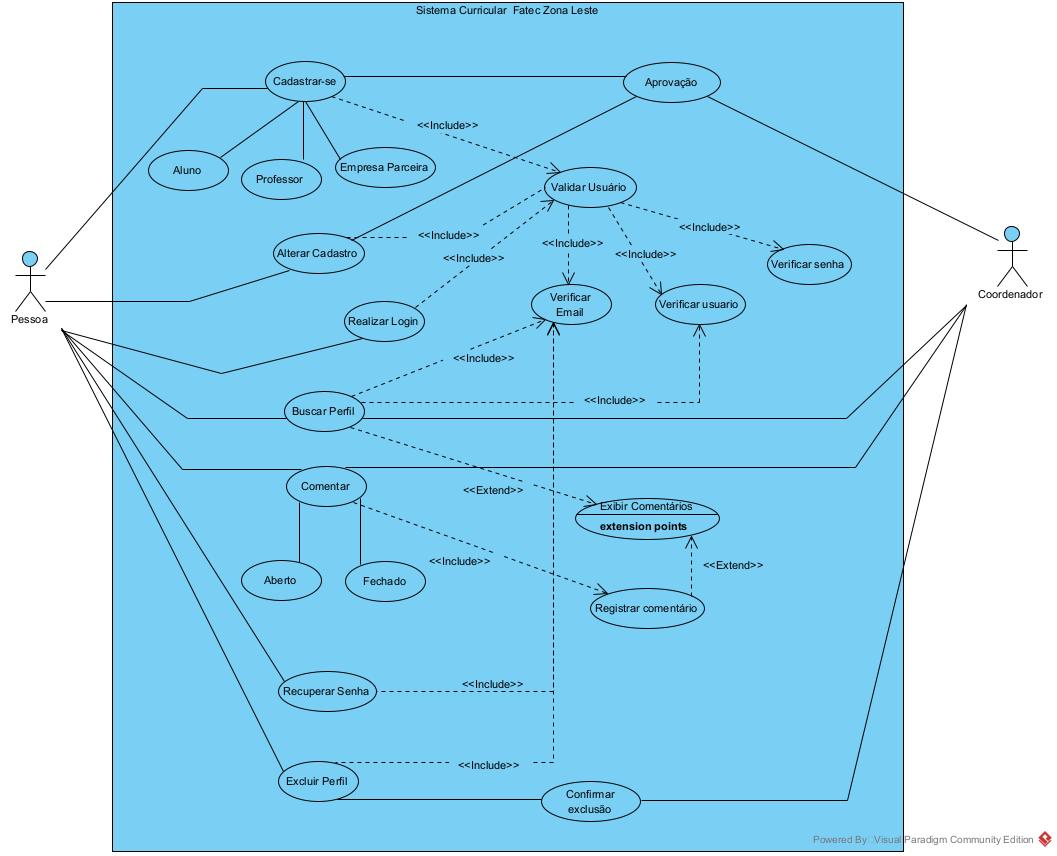 Sistema Curricular  Fatec Zona Leste
Cadastrar-se
Aprovação
<<Include>>
Aluno
Professor
Empresa Parceira
Validar Usuário
<<Include>>
<<Include>>
<<Include>>
<<Include>>
<<Include>>
Alterar Cadastro
Verificar senha
Pessoa
Coordenador
Realizar Login
Verificar
Email
Verificar usuario
<<Include>>
<<Include>>
Buscar Perfil
Comentar
<<Extend>>
Exibir Comentários
extension points
<<Include>>
<<Extend>>
Aberto
Fechado
Registrar comentário
Recuperar Senha
<<Include>>
<<Include>>
Excluir Perfil
Confirmar
exclusão
Powered By Visual Paradigm Community Edition